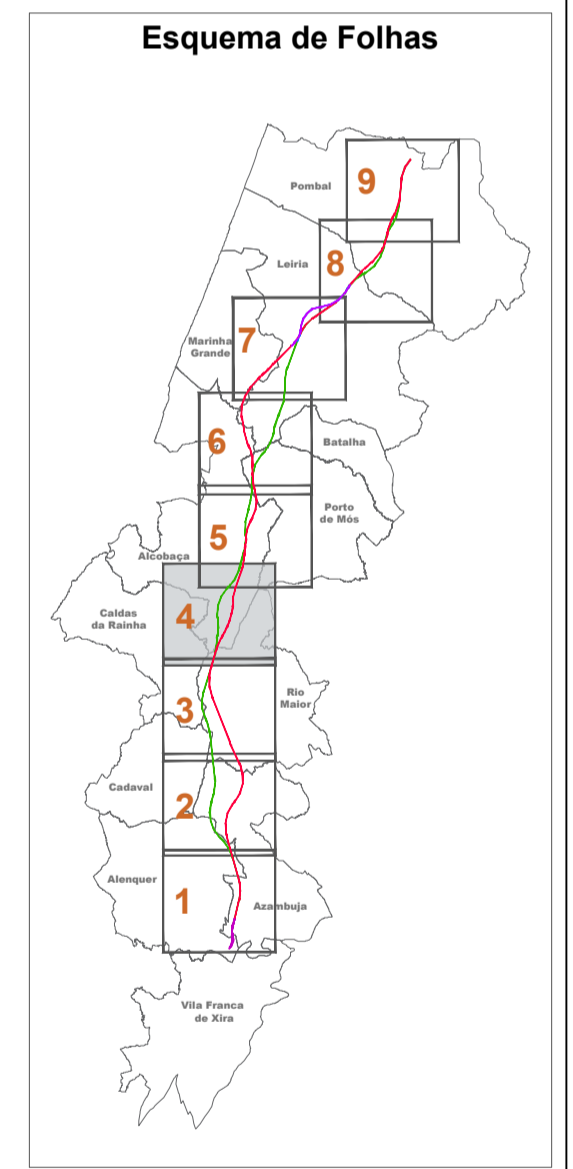 Esquema de Folhas
9
Pombal
8
Leiria
7
Marinha
Grande
6
Batalha
Porto
de Mós
5
Alcobaça
4
Caldas
da Rainha
Rio
Maior
3
Cadaval
2
Alenquer
1
Azambuja
Vila Franca
de Xira